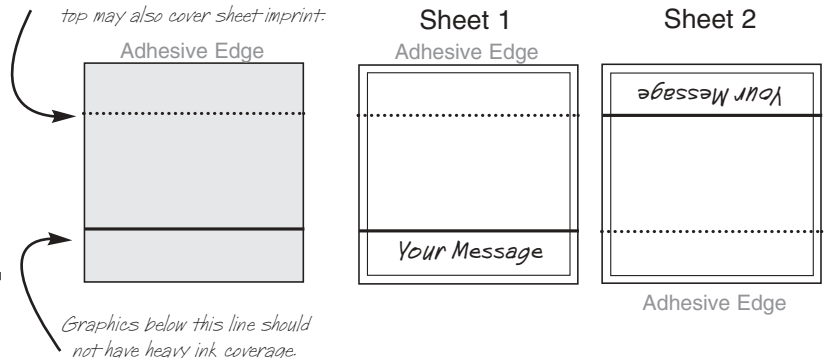 top may also cover sheet imprint.
Adhesive Edge
Graphics below this line should
not have heavy ink coverage.
Sheet 1
Adhesive Edge
Your Message
Sheet 2
Your Message
Adhesive Edge